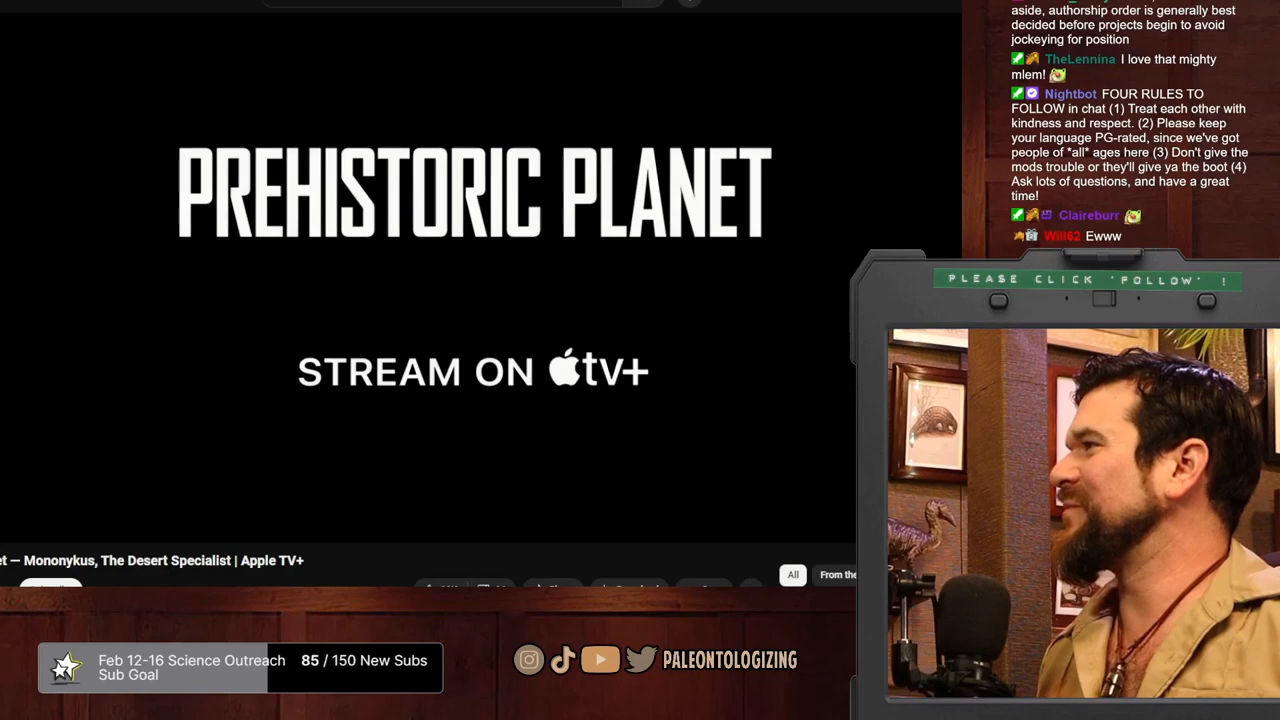 aside, authorship order is generally best
decided before projects begin to avoid
jockeying for position
TheLennina I love that mighty
mlem!
Nightbot FOUR RULES TO
FOLLOW in chat (1) Treat each other with
kindness and respect. (2) Please keep
your language PG-rated, since we've got
people of *all* ages here (3) Don't give the
mods trouble or they'll give ya the boot (4)
Ask lots of questions, and have a great
time!
Claireburr
Will62 Ewww
PREHISTORIC PLANET
STREAM ON tv+
PLEASE CLICK 'FOLLOW' !
— Mononykus, The Desert Specialist | Apple TV+
All
From the
Feb 12-16 Science Outreach 85 / 150 New Subs
Sub Goal
PALEONTOLOGIZING